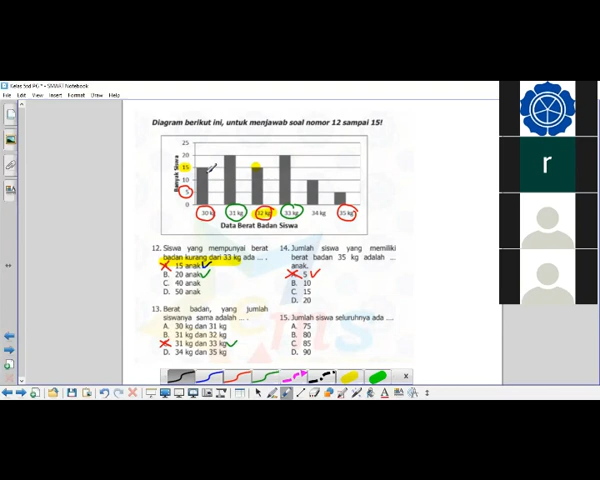 Kelas 5sd PG * - SMART Notebook
File Edit View Insert Format Draw Help
Diagram berikut ini, untuk menjawab soal nomor 12 sampai 15!
Banyak Siswa
25
20
15
10
5
0
30 kg 31 kg 32 kg 33 kg 34 kg 35 kg
Data Berat Badan Siswa
12. Siswa yang mempunyai berat
badan kurang dari 33 kg ada ... .
A. 15 anak
B. 20 anak
C. 40 anak
D. 50 anak
13. Berat badan, yang jumlah
siswanya sama adalah ... .
A. 30 kg dan 31 kg
B. 31 kg dan 32 kg
31 kg dan 33 kg
D. 34 kg dan 35 kg
14. Jumlah siswa yang memiliki
berat badan 35 kg adalah ...
anak.
5
B. 10
C. 15
D. 20
15. Jumlah siswa seluruhnya ada ....
A. 75
B. 80
C. 85
D. 90
r
x